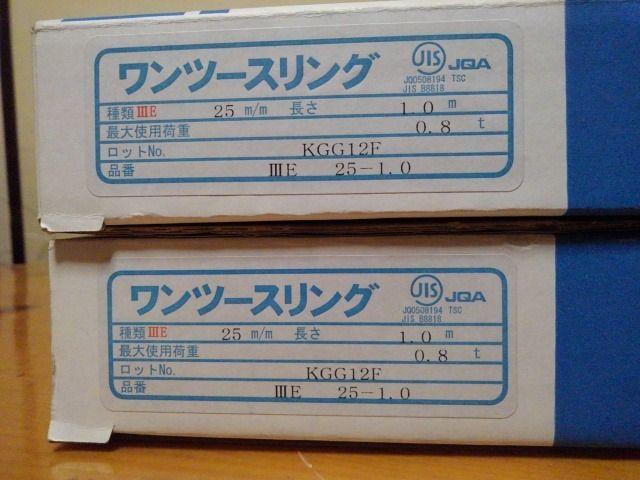 ワンツースリング
JIS JQA
JQ0508194 TSC
JIS B8818
種類ⅢE 25 m/m 長さ 1.0 m
最大使用荷重 0.8 t
ロットNo. KGG12F
品番 ⅢE 25-1.0
ワンツースリング
JIS JQA
JQ0508194 TSC
JIS B8818
種類ⅢE 25 m/m 長さ 1.0 m
最大使用荷重 0.8 t
ロットNo. KGG12F
品番 ⅢE 25-1.0